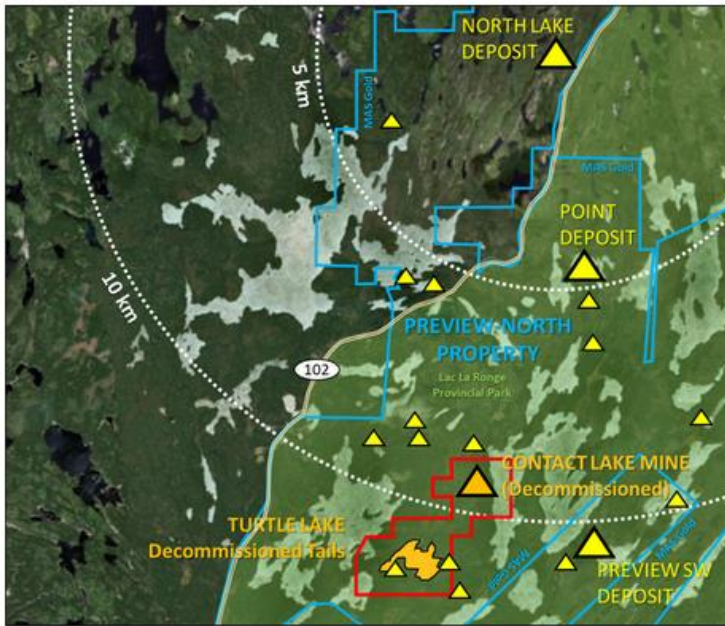 NORTH LAKE
DEPOSIT
5 km
MAS Gold
MAS Gold
POINT
DEPOSIT
10 km
PREVIEW-NORTH
PROPERTY
102
Lac La Ronge
Provincial Park
CONTACT LAKE MINE
(Decommissioned)
TURTLE LAKE
Decommissioned Tails
MAS Gold
PREVIEW SW
DEPOSIT